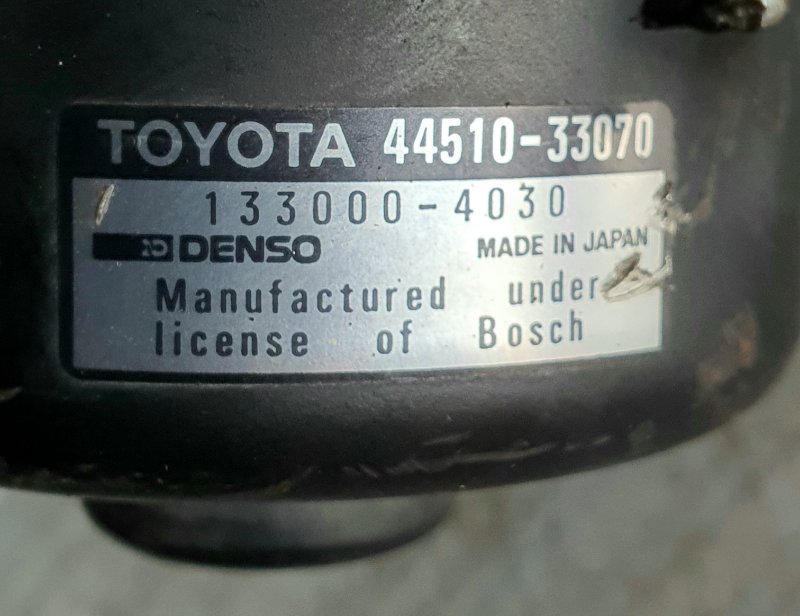 TOYOTA 44510-33070
133000-4030
DENSO MADE IN JAPAN
Manufactured under
license of Bosch